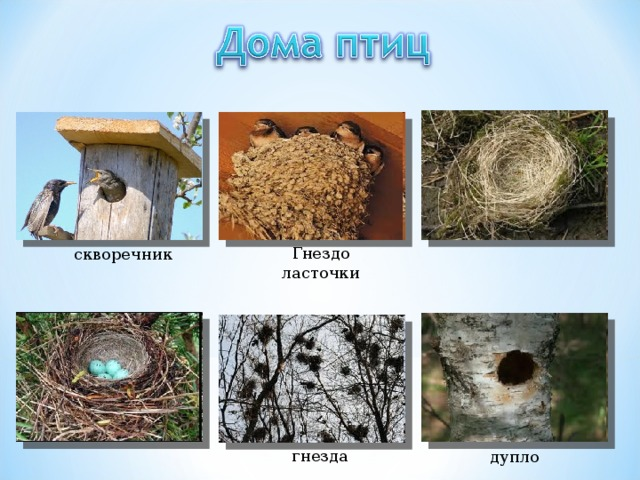 Дома птиц
скворечник
Гнездо
ласточки
гнезда
дупло